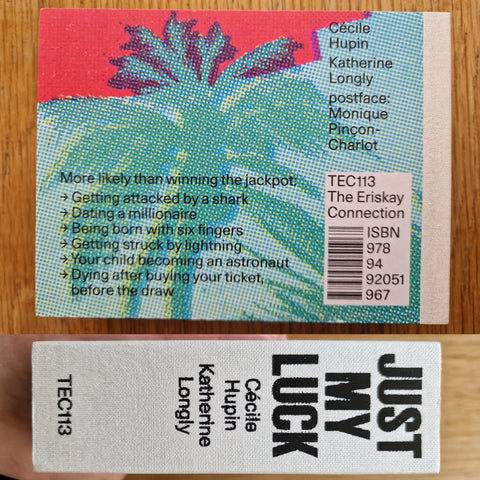 Cécile
Hupin
Katherine
Longly
postface:
Monique
Pinçon-
Charlot
More likely than winning the jackpot:
→ Getting attacked by a shark
→ Dating a millionaire
→ Being born with six fingers
→ Getting struck by lightning
→ Your child becoming an astronaut
→ Dying after buying your ticket,
before the draw
TEC113
The Eriskay
Connection
ISBN
978
94
92051
967
JUST
MY
LUCK
Cécile
Hupin
Katherine
Longly
TEC113